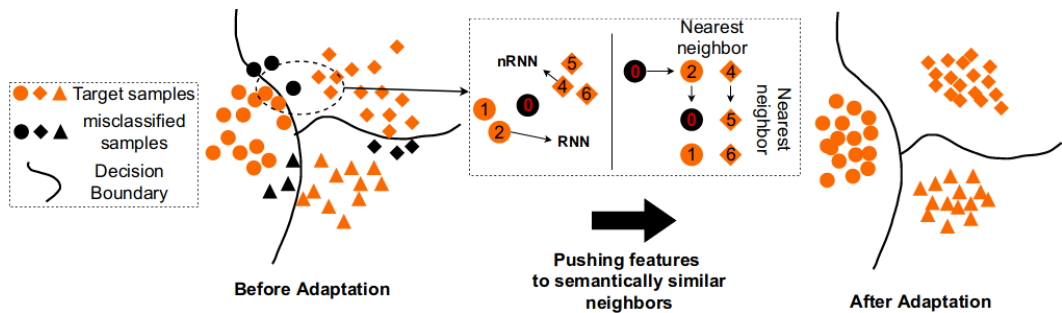 Target samples
misclassified
samples
Decision
Boundary
Before Adaptation
nRNN
5
4
6
0
1
2
RNN
Nearest
neighbor
0
2
4
0
5
1
6
Nearest
neighbor
Pushing features
to semantically similar
neighbors
After Adaptation